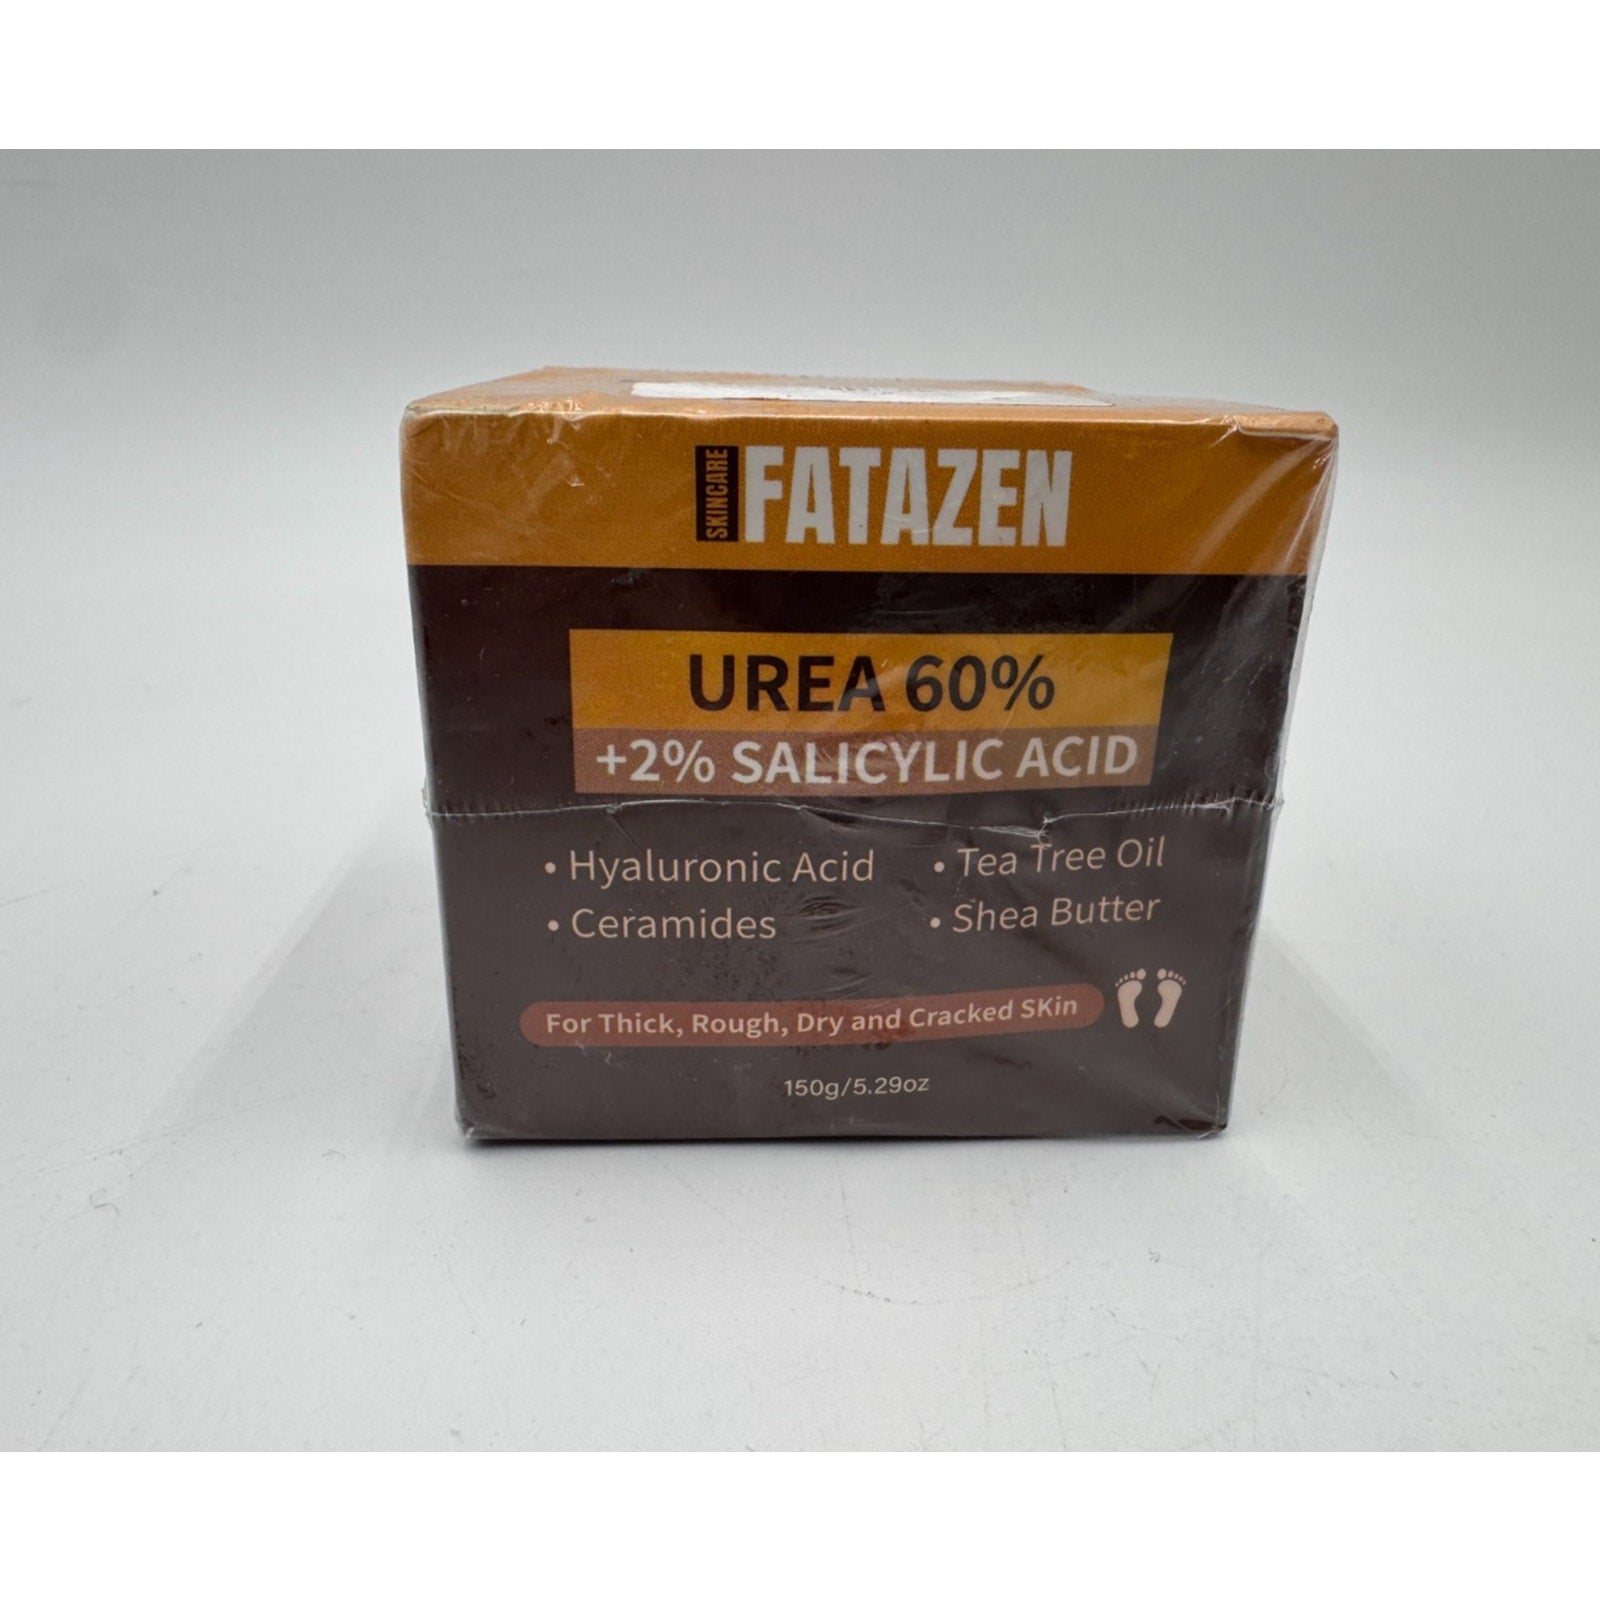 SKINCARE
FATAZEN
UREA 60%
+2% SALICYLIC ACID
• Hyaluronic Acid
• Tea Tree Oil
• Ceramides
• Shea Butter
For Thick, Rough, Dry and Cracked SKin
150g/5.29oz